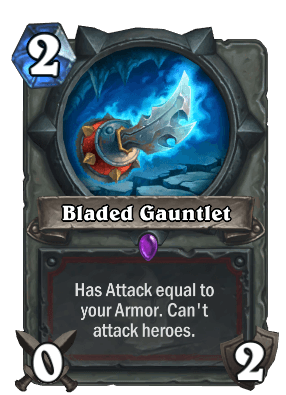 2
Bladed Gauntlet
Has Attack equal to
your Armor. Can't
attack heroes.
0
2